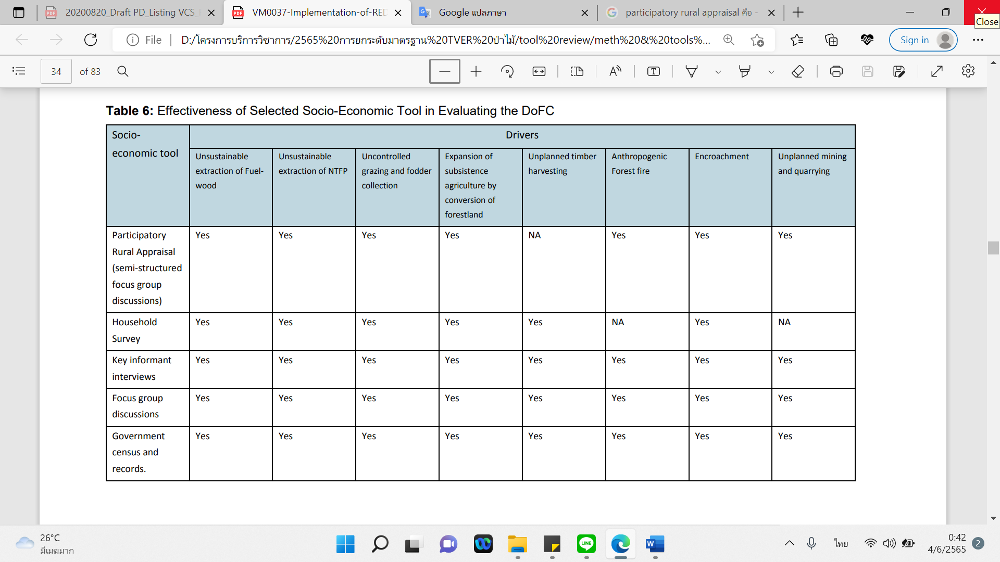 20200820_Draft PD_Listing VCS_
VM0037-Implementation-of-RED
Google แปลภาษา
participatory rural appraisal คือ -
Close
File
D:/โครงการบริการวิชาการ/2565%20การยกระดับมาตรฐาน%20TVER%20ป่าไม้/tool%20review/meth%20&%20tools%...
Sign in
34 of 83
Table 6: Effectiveness of Selected Socio-Economic Tool in Evaluating the DoFC
Socio-
economic tool
Drivers
Unsustainable
extraction of Fuel-
wood
Unsustainable
extraction of NTFP
Uncontrolled
grazing and fodder
collection
Expansion of
subsistence
agriculture by
conversion of
forestland
Unplanned timber
harvesting
Anthropogenic
Forest fire
Encroachment
Unplanned mining
and quarrying
Participatory
Rural Appraisal
(semi-structured
focus group
discussions)
Yes Yes Yes Yes NA Yes Yes Yes
Household
Survey
Yes Yes Yes Yes Yes NA Yes NA
Key informant
interviews
Yes Yes Yes Yes Yes Yes Yes Yes
Focus group
discussions
Yes Yes Yes Yes Yes Yes Yes Yes
Government
census and
records.
Yes Yes Yes Yes Yes Yes Yes Yes
26°C
มีเมฆมาก
LINE
W
ไทย
0:42
4/6/2565
2